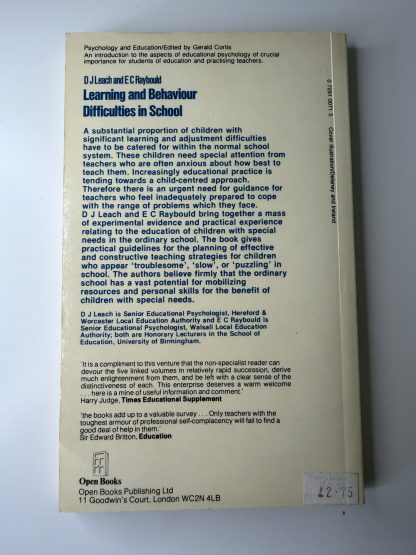 Psychology and Education/Edited by Gerald Cortis
An introduction to the aspects of educational psychology of crucial
importance for students of education and practising teachers.
D J Leach and E C Raybould
Learning and Behaviour
Difficulties in School
A substantial proportion of children with
significant learning and adjustment difficulties
have to be catered for within the normal school
system. These children need special attention from
teachers who are often anxious about how best to
teach them. Increasingly educational practice is
tending towards a child-centred approach.
Therefore there is an urgent need for guidance for
teachers who feel inadequately prepared to cope
with the range of problems which they face.
D J Leach and E C Raybould bring together a mass
of experimental evidence and practical experience
relating to the education of children with special
needs in the ordinary school. The book gives
practical guidelines for the planning of effective
and constructive teaching strategies for children
who appear 'troublesome', 'slow', or 'puzzling' in
school. The authors believe firmly that the ordinary
school has a vast potential for mobilizing
resources and personal skills for the benefit of
children with special needs.
D J Leach is Senior Educational Psychologist, Hereford &
Worcester Local Education Authority and E C Raybould is
Senior Educational Psychologist, Walsall Local Education
Authority; both are Honorary Lecturers in the School of
Education, University of Birmingham.
'It is a compliment to this venture that the non-specialist reader can
devour the five linked volumes in relatively rapid succession, derive
much enlightenment from them, and be left with a clear sense of the
distinctiveness of each. This enterprise deserves a warm welcome
. . . here is a mine of useful information and comment.'
Harry Judge, Times Educational Supplement
'the books add up to a valuable survey . . . Only teachers with the
toughest armour of professional self-complacency will fail to find a
good deal of help in them.'
Sir Edward Britton, Education
Open Books
Open Books Publishing Ltd
11 Goodwin's Court, London WC2N 4LB
£2·75
0 7291 0071 5 Cover illustration/Delaney and Ireland